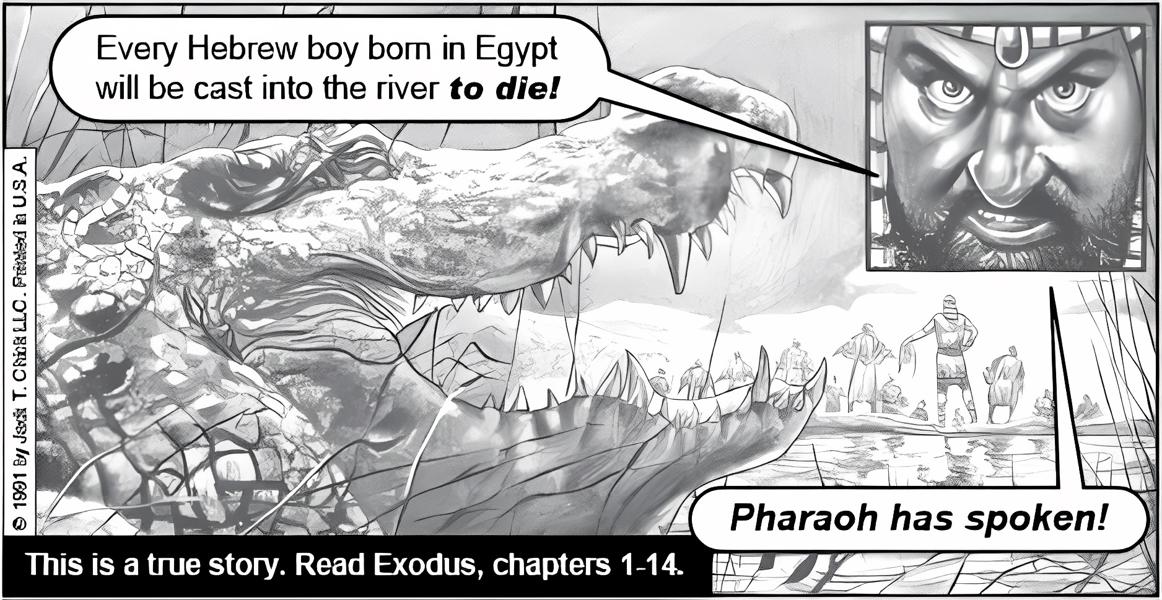 Every Hebrew boy born in Egypt
will be cast into the river to die!
© 1991 By Jack T. Chick LLC. Printed in U.S.A.
Pharaoh has spoken!
This is a true story. Read Exodus, chapters 1-14.